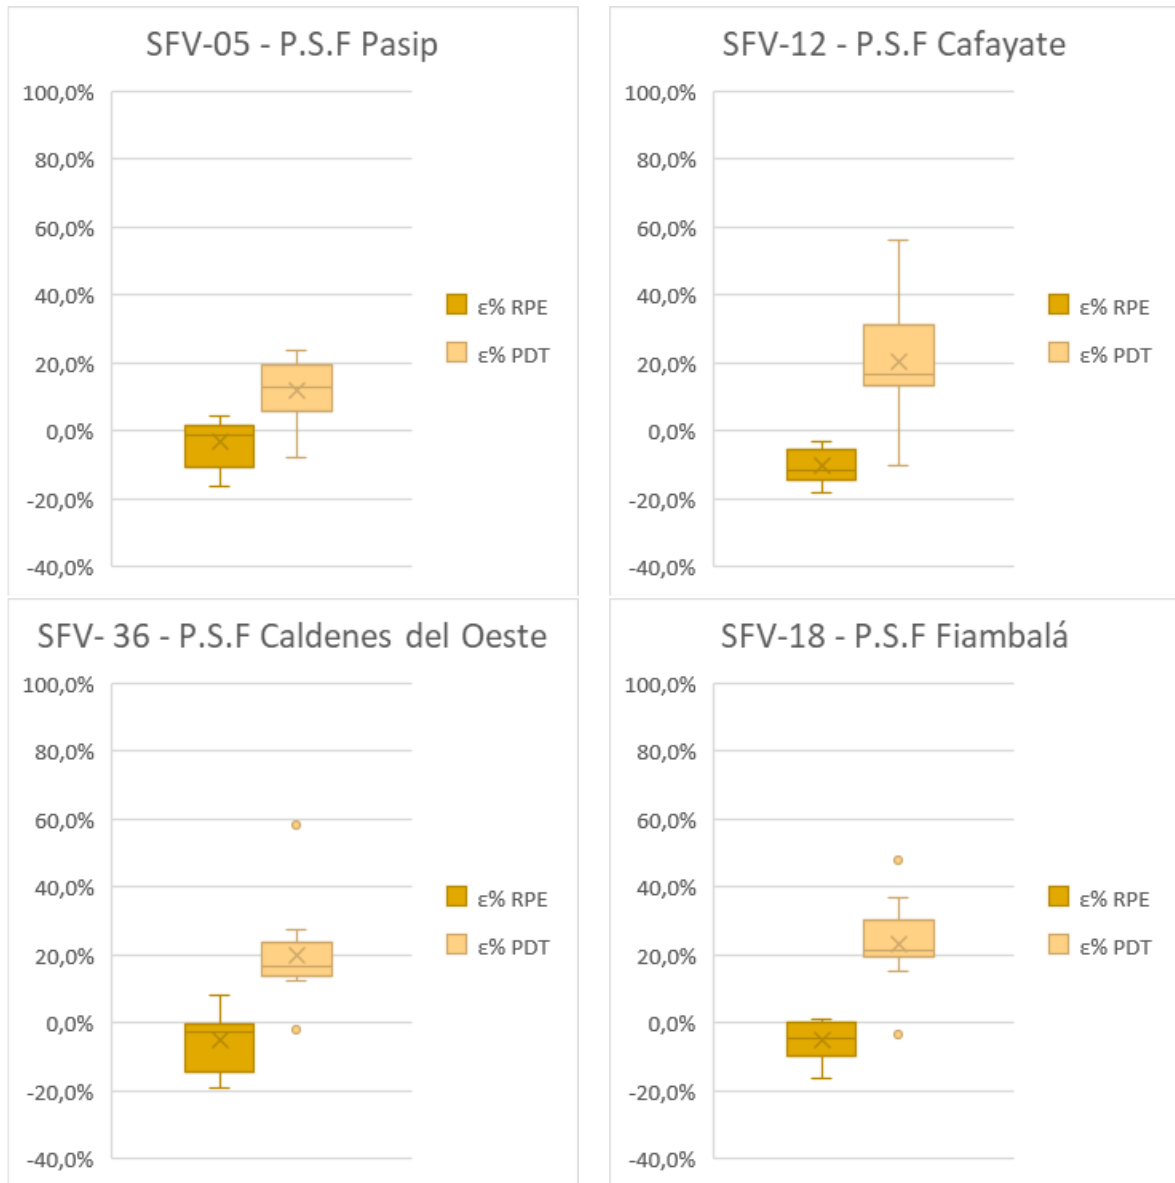 SFV-05 - P.S.F Pasip
100,0%
80,0%
60,0%
40,0%
20,0%
0,0%
-20,0%
-40,0%
ε% RPE
ε% PDT
SFV-12 - P.S.F Cafayate
100,0%
80,0%
60,0%
40,0%
20,0%
0,0%
-20,0%
-40,0%
ε% RPE
ε% PDT
SFV- 36 - P.S.F Caldenes del Oeste
100,0%
80,0%
60,0%
40,0%
20,0%
0,0%
-20,0%
-40,0%
ε% RPE
ε% PDT
SFV-18 - P.S.F Fiambalá
100,0%
80,0%
60,0%
40,0%
20,0%
0,0%
-20,0%
-40,0%
ε% RPE
ε% PDT